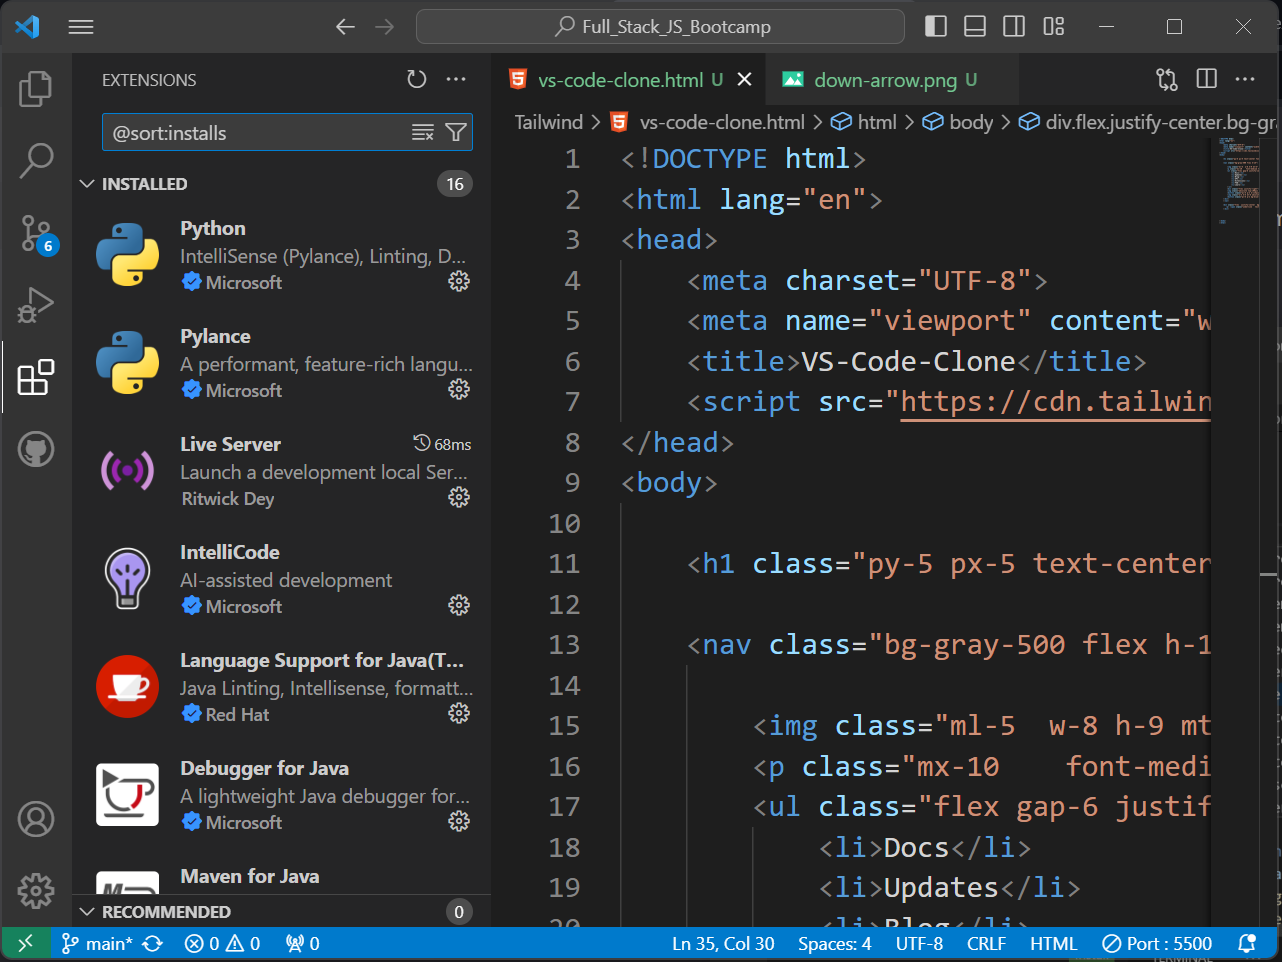 Full_Stack_JS_Bootcamp
EXTENSIONS
@sort:installs
INSTALLED 16
Python
IntelliSense (Pylance), Linting, D...
Microsoft
Pylance
A performant, feature-rich langu...
Microsoft
Live Server 68ms
Launch a development local Ser...
Ritwick Dey
IntelliCode
AI-assisted development
Microsoft
Language Support for Java(T...
Java Linting, Intellisense, formatt...
Red Hat
Debugger for Java
A lightweight Java debugger for...
Microsoft
Maven for Java
RECOMMENDED 0
6
vs-code-clone.html U
down-arrow.png U
Tailwind > vs-code-clone.html > html > body > div.flex.justify-center.bg-gr
1 <!DOCTYPE html>
2 <html lang="en">
3 <head>
4 <meta charset="UTF-8">
5 <meta name="viewport" content="w
6 <title>VS-Code-Clone</title>
7 <script src="https://cdn.tailwin
8 </head>
9 <body>
10
11 <h1 class="py-5 px-5 text-center
12
13 <nav class="bg-gray-500 flex h-1
14
15 <img class="ml-5  w-8 h-9 mt
16 <p class="mx-10    font-medi
17 <ul class="flex gap-6 justif
18 <li>Docs</li>
19 <li>Updates</li>
20 <li>Blog</li>
main* 0 0 0 Ln 35, Col 30 Spaces: 4 UTF-8 CRLF HTML Port : 5500